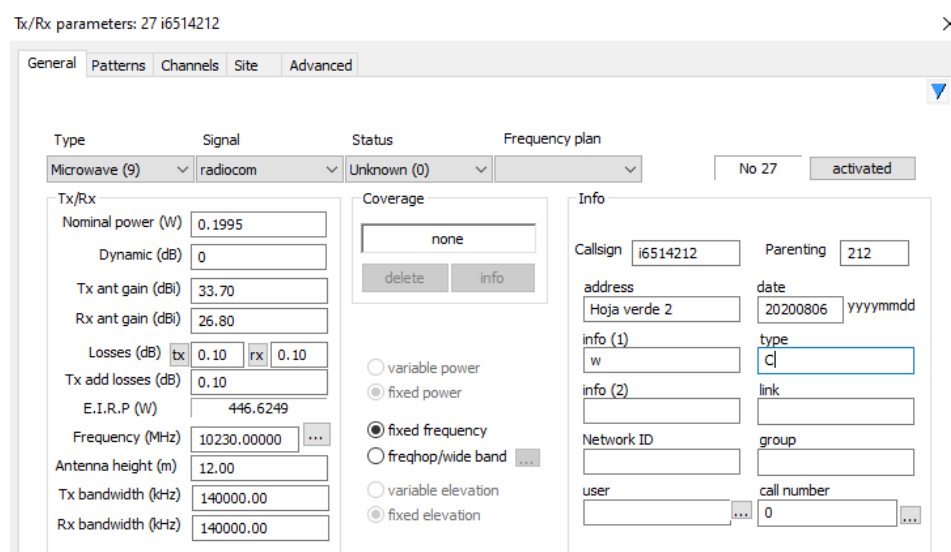 Tx/Rx parameters: 27 i6514212
General Patterns Channels Site Advanced
Type Signal Status Frequency plan
Microwave (9) radiocom Unknown (0) No 27 activated
Tx/Rx Coverage Info
Nominal power (W) 0.1995
none
Dynamic (dB) 0
Callsign i6514212 Parenting 212
delete info
Tx ant gain (dBi) 33.70
address date
Rx ant gain (dBi) 26.80
Hoja verde 2 20200806 yyyymmdd
Losses (dB) tx 0.10 rx 0.10
info (1) type
w C
variable power
Tx add losses (dB) 0.10
fixed power
info (2) link
E.I.R.P (W) 446.6249
fixed frequency
Frequency (MHz) 10230.00000 ...
Network ID group
freqhop/wide band ...
Antenna height (m) 12.00
variable elevation
Tx bandwidth (kHz) 140000.00
user call number
fixed elevation
... 0 ...
Rx bandwidth (kHz) 140000.00